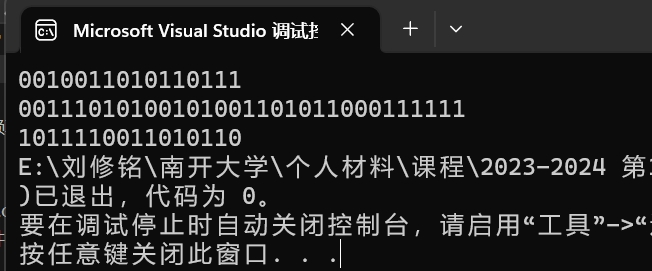 Microsoft Visual Studio 调试
0010011010110111
00111010100101001101011000111111
1011110011010110
E:\刘修铭\南开大学\个人材料\课程\2023-2024 第
)已退出，代码为 0。
要在调试停止时自动关闭控制台，请启用“工具”->“
按任意键关闭此窗口. . .